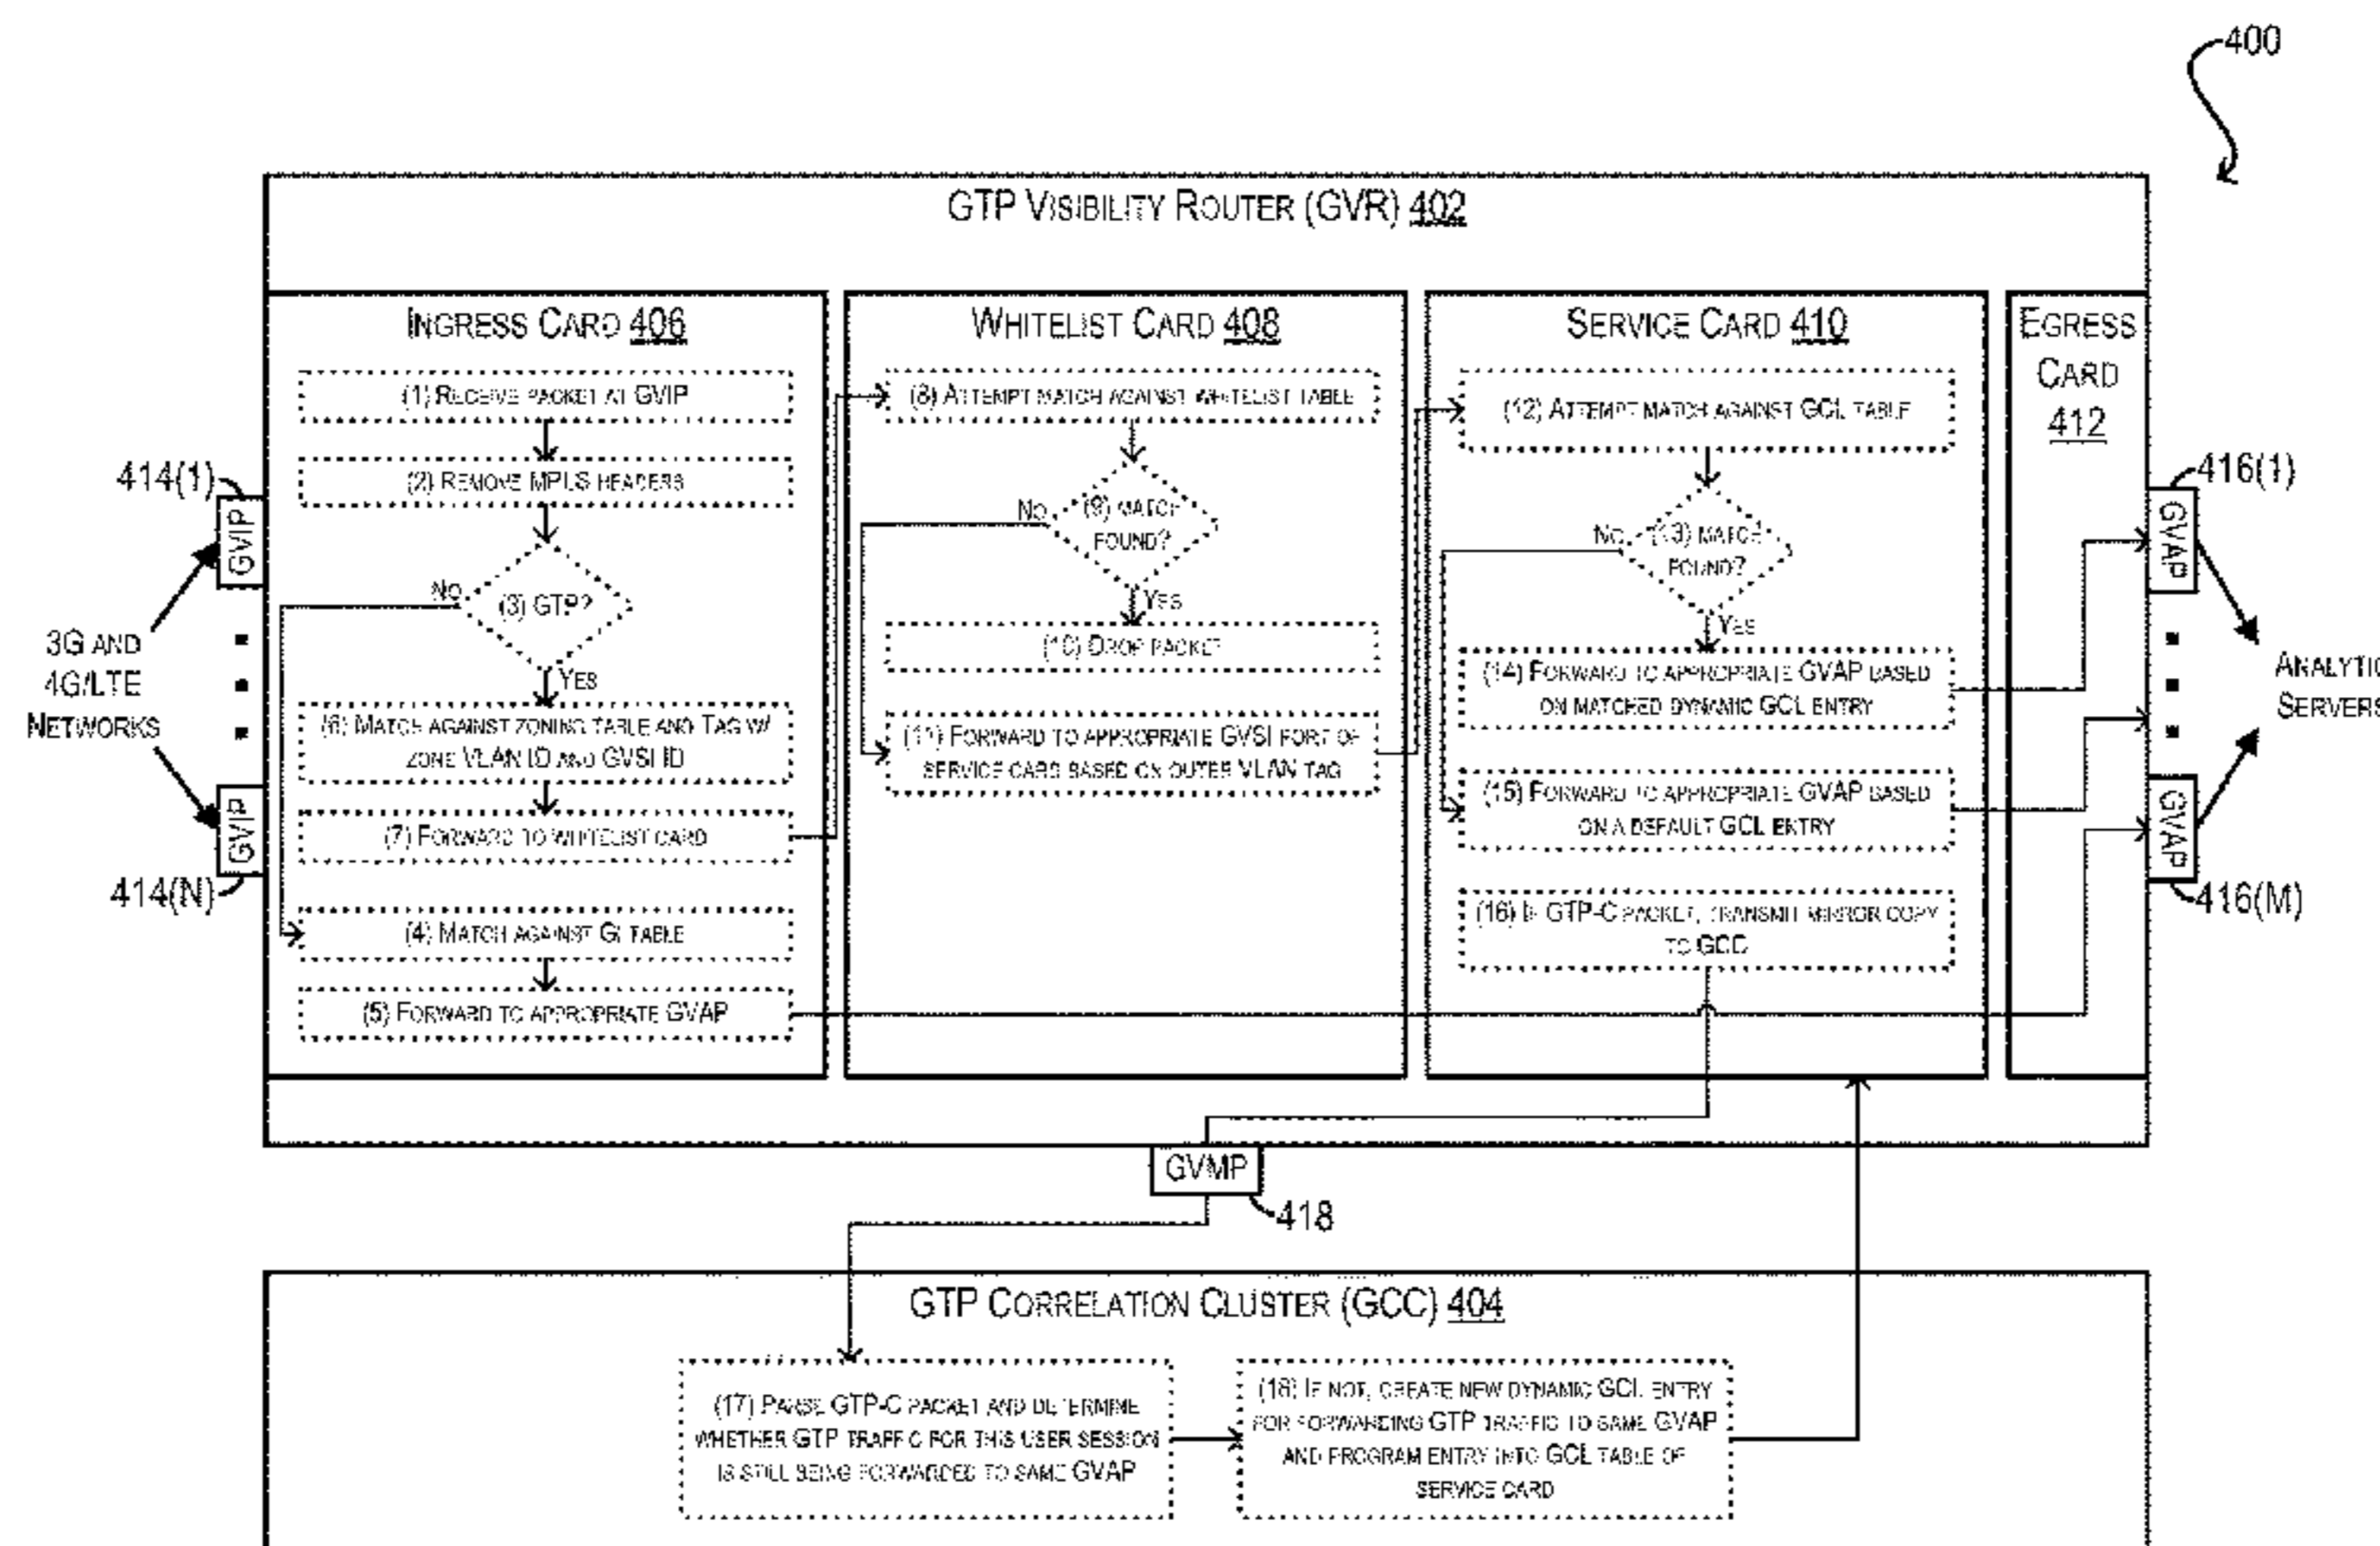 400
GTP VISIBILITY ROUTER (GVR) 402
INGRESS CARD 406
(1) RECEIVE PACKET AT GVIP
(2) REMOVE MPLS HEADERS
(3) GTP?
NO
YES
(6) MATCH AGAINST ZONING TABLE AND TAG W/
ZONE VLAN ID AND GVSI ID
(7) FORWARD TO WHITELIST CARD
(4) MATCH AGAINST GI TABLE
(5) FORWARD TO APPROPRIATE GVAP
WHITELIST CARD 408
(8) ATTEMPT MATCH AGAINST WHITELIST TABLE
(9) MATCH
FOUND?
NO
YES
(10) DROP PACKET
(11) FORWARD TO APPROPRIATE GVSI PORT OF
SERVICE CARD BASED ON OUTER VLAN TAG
SERVICE CARD 410
(12) ATTEMPT MATCH AGAINST GCL TABLE
(13) MATCH
FOUND?
NO
YES
(14) FORWARD TO APPROPRIATE GVAP BASED
ON MATCHED DYNAMIC GCL ENTRY
(15) FORWARD TO APPROPRIATE GVAP BASED
ON A DEFAULT GCL ENTRY
(16) IF GTP-C PACKET, TRANSMIT MIRROR COPY
TO GCC
EGRESS
CARD
412
414(1)
GVIP
3G AND
4G/LTE
NETWORKS
GVIP
414(N)
416(1)
GVAP
ANALYTIC
SERVERS
GVAP
416(M)
GVMP
418
GTP CORRELATION CLUSTER (GCC) 404
(17) PARSE GTP-C PACKET AND DETERMINE
WHETHER GTP TRAFFIC FOR THIS USER SESSION
IS STILL BEING FORWARDED TO SAME GVAP
(18) IF NOT, CREATE NEW DYNAMIC GCL ENTRY
FOR FORWARDING GTP TRAFFIC TO SAME GVAP
AND PROGRAM ENTRY INTO GCL TABLE OF
SERVICE CARD